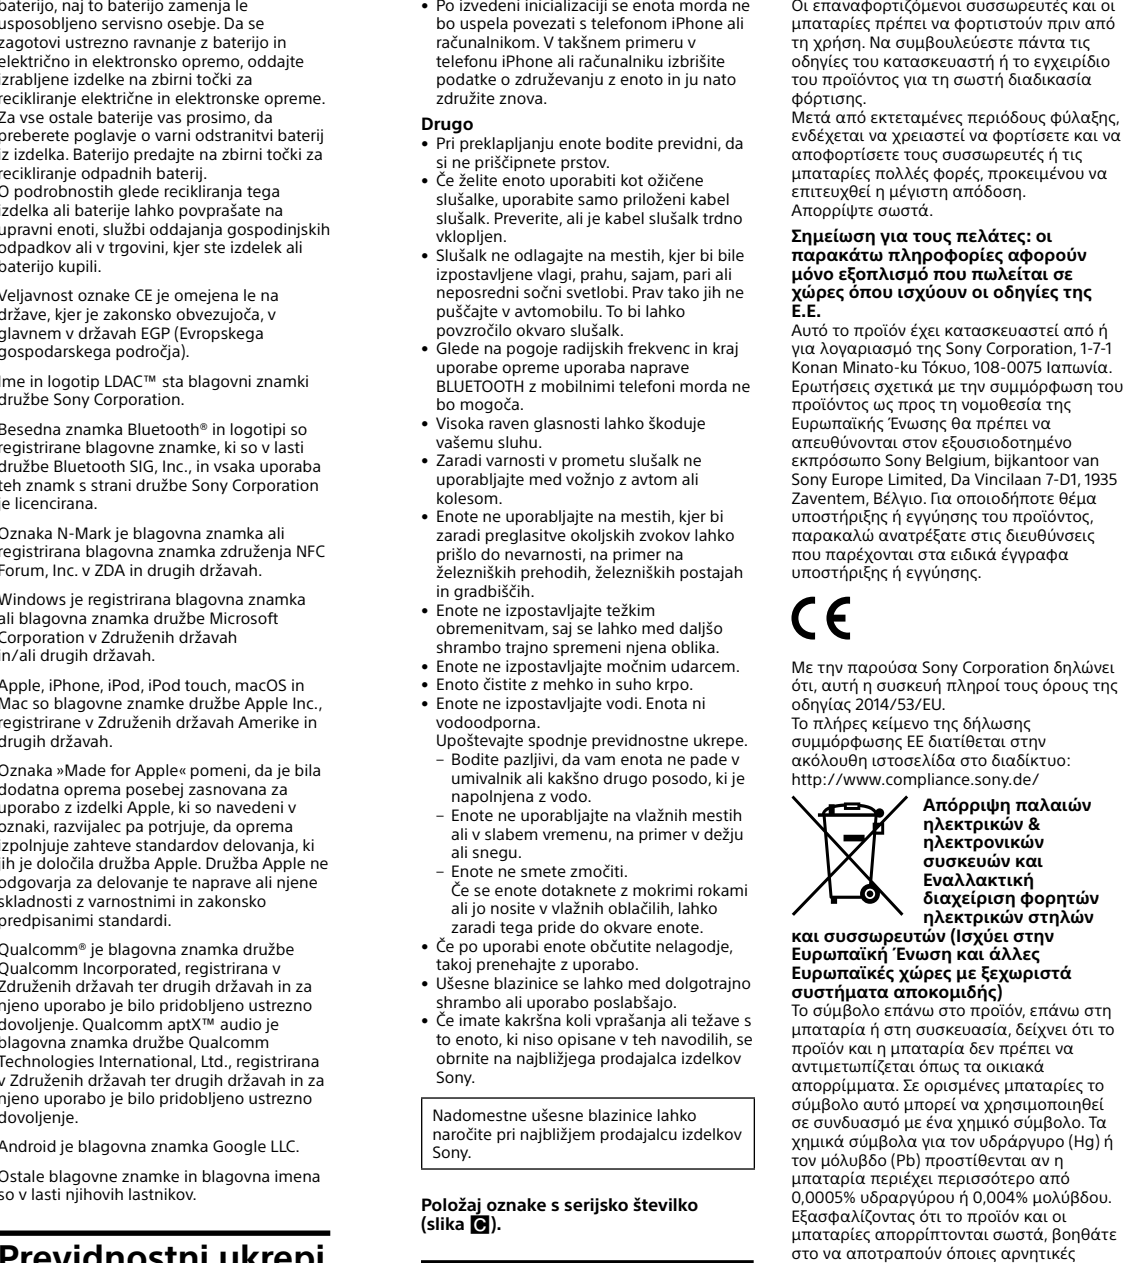 baterijo, naj to baterijo zamenja le
usposobljeno servisno osebje. Da se
zagotovi ustrezno ravnanje z baterijo in
električno in elektronsko opremo, oddajte
izrabljene izdelke na zbirni točki za
recikliranje električne in elektronske opreme.
Za vse ostale baterije vas prosimo, da
preberete poglavje o varni odstranitvi baterij
iz izdelka. Baterijo predajte na zbirni točki za
recikliranje odpadnih baterij.
O podrobnostih glede recikliranja tega
izdelka ali baterije lahko povprašate na
upravni enoti, službi oddajanja gospodinjskih
odpadkov ali v trgovini, kjer ste izdelek ali
baterijo kupili.
Veljavnost oznake CE je omejena le na
države, kjer je zakonsko obvezujoča, v
glavnem v državah EGP (Evropskega
gospodarskega področja).
Ime in logotip LDAC™ sta blagovni znamki
družbe Sony Corporation.
Besedna znamka Bluetooth® in logotipi so
registrirane blagovne znamke, ki so v lasti
družbe Bluetooth SIG, Inc., in vsaka uporaba
teh znamk s strani družbe Sony Corporation
je licencirana.
Oznaka N-Mark je blagovna znamka ali
registrirana blagovna znamka združenja NFC
Forum, Inc. v ZDA in drugih državah.
Windows je registrirana blagovna znamka
ali blagovna znamka družbe Microsoft
Corporation v Združenih državah
in/ali drugih državah.
Apple, iPhone, iPod, iPod touch, macOS in
Mac so blagovne znamke družbe Apple Inc.,
registrirane v Združenih državah Amerike in
drugih državah.
Oznaka »Made for Apple« pomeni, da je bila
dodatna oprema posebej zasnovana za
uporabo z izdelki Apple, ki so navedeni v
oznaki, razvijalec pa potrjuje, da oprema
izpolnjuje zahteve standardov delovanja, ki
jih je določila družba Apple. Družba Apple ne
odgovarja za delovanje te naprave ali njene
skladnosti z varnostnimi in zakonsko
predpisanimi standardi.
Qualcomm® je blagovna znamka družbe
Qualcomm Incorporated, registrirana v
Združenih državah ter drugih državah in za
njeno uporabo je bilo pridobljeno ustrezno
dovoljenje. Qualcomm aptX™ audio je
blagovna znamka družbe Qualcomm
Technologies International, Ltd., registrirana
v Združenih državah ter drugih državah in za
njeno uporabo je bilo pridobljeno ustrezno
dovoljenje.
Android je blagovna znamka Google LLC.
Ostale blagovne znamke in blagovna imena
so v lasti njihovih lastnikov.
Previdnostni ukrepi
• Po izvedeni inicializaciji se enota morda ne
bo uspela povezati s telefonom iPhone ali
računalnikom. V takšnem primeru v
telefonu iPhone ali računalniku izbrišite
podatke o združevanju z enoto in ju nato
združite znova.
Drugo
• Pri preklapljanju enote bodite previdni, da
si ne priščipnete prstov.
• Če želite enoto uporabiti kot ožičene
slušalke, uporabite samo priloženi kabel
slušalk. Preverite, ali je kabel slušalk trdno
vklopljen.
• Slušalk ne odlagajte na mestih, kjer bi bile
izpostavljene vlagi, prahu, sajam, pari ali
neposredni sočni svetlobi. Prav tako jih ne
puščajte v avtomobilu. To bi lahko
povzročilo okvaro slušalk.
• Glede na pogoje radijskih frekvenc in kraj
uporabe opreme uporaba naprave
BLUETOOTH z mobilnimi telefoni morda ne
bo mogoča.
• Visoka raven glasnosti lahko škoduje
vašemu sluhu.
• Zaradi varnosti v prometu slušalk ne
uporabljajte med vožnjo z avtom ali
kolesom.
• Enote ne uporabljajte na mestih, kjer bi
zaradi preglasitve okoljskih zvokov lahko
prišlo do nevarnosti, na primer na
železniških prehodih, železniških postajah
in gradbiščih.
• Enote ne izpostavljajte težkim
obremenitvam, saj se lahko med daljšo
shrambo trajno spremeni njena oblika.
• Enote ne izpostavljajte močnim udarcem.
• Enoto čistite z mehko in suho krpo.
• Enote ne izpostavljajte vodi. Enota ni
vodoodporna.
Upoštevajte spodnje previdnostne ukrepe.
– Bodite pazljivi, da vam enota ne pade v
umivalnik ali kakšno drugo posodo, ki je
napolnjena z vodo.
– Enote ne uporabljajte na vlažnih mestih
ali v slabem vremenu, na primer v dežju
ali snegu.
– Enote ne smete zmočiti.
Če se enote dotaknete z mokrimi rokami
ali jo nosite v vlažnih oblačilih, lahko
zaradi tega pride do okvare enote.
• Če po uporabi enote občutite nelagodje,
takoj prenehajte z uporabo.
• Ušesne blazinice se lahko med dolgotrajno
shrambo ali uporabo poslabšajo.
• Če imate kakršna koli vprašanja ali težave s
to enoto, ki niso opisane v teh navodilih, se
obrnite na najbližjega prodajalca izdelkov
Sony.
Nadomestne ušesne blazinice lahko
naročite pri najbližjem prodajalcu izdelkov
Sony.
Položaj oznake s serijsko številko
(slika C).
Οι επαναφορτιζόμενοι συσσωρευτές και οι
μπαταρίες πρέπει να φορτιστούν πριν από
τη χρήση. Να συμβουλεύεστε πάντα τις
οδηγίες του κατασκευαστή ή το εγχειρίδιο
του προϊόντος για τη σωστή διαδικασία
φόρτισης.
Μετά από εκτεταμένες περιόδους φύλαξης,
ενδέχεται να χρειαστεί να φορτίσετε και να
αποφορτίσετε τους συσσωρευτές ή τις
μπαταρίες πολλές φορές, προκειμένου να
επιτευχθεί η μέγιστη απόδοση.
Απορρίψτε σωστά.
Σημείωση για τους πελάτες: οι
παρακάτω πληροφορίες αφορούν
μόνο εξοπλισμό που πωλείται σε
χώρες όπου ισχύουν οι οδηγίες της
Ε.Ε.
Αυτό το προϊόν έχει κατασκευαστεί από ή
για λογαριασμό της Sony Corporation, 1-7-1
Konan Minato-ku Τόκυο, 108-0075 Ιαπωνία.
Ερωτήσεις σχετικά με την συμμόρφωση του
προϊόντος ως προς τη νομοθεσία της
Ευρωπαϊκής Ένωσης θα πρέπει να
απευθύνονται στον εξουσιοδοτημένο
εκπρόσωπο Sony Belgium, bijkantoor van
Sony Europe Limited, Da Vincilaan 7-D1, 1935
Zaventem, Βέλγιο. Για οποιοδήποτε θέμα
υποστήριξης ή εγγύησης του προϊόντος,
παρακαλώ ανατρέξατε στις διευθύνσεις
που παρέχονται στα ειδικά έγγραφα
υποστήριξης ή εγγύησης.
CE
Με την παρούσα Sony Corporation δηλώνει
ότι, αυτή η συσκευή πληροί τους όρους της
οδηγίας 2014/53/EU.
Το πλήρες κείμενο της δήλωσης
συμμόρφωσης ΕΕ διατίθεται στην
ακόλουθη ιστοσελίδα στο διαδίκτυο:
http://www.compliance.sony.de/
Απόρριψη παλαιών
ηλεκτρικών &
ηλεκτρονικών
συσκευών και
Εναλλακτική
διαχείριση φορητών
ηλεκτρικών στηλών
και συσσωρευτών (Ισχύει στην
Ευρωπαϊκή Ένωση και άλλες
Ευρωπαϊκές χώρες με ξεχωριστά
συστήματα αποκομιδής)
Το σύμβολο επάνω στο προϊόν, επάνω στη
μπαταρία ή στη συσκευασία, δείχνει ότι το
προϊόν και η μπαταρία δεν πρέπει να
αντιμετωπίζεται όπως τα οικιακά
απορρίμματα. Σε ορισμένες μπαταρίες το
σύμβολο αυτό μπορεί να χρησιμοποιηθεί
σε συνδυασμό με ένα χημικό σύμβολο. Τα
χημικά σύμβολα για τον υδράργυρο (Hg) ή
τον μόλυβδο (Pb) προστίθενται αν η
μπαταρία περιέχει περισσότερο από
0,0005% υδραργύρου ή 0,004% μολύβδου.
Εξασφαλίζοντας ότι το προϊόν και οι
μπαταρίες απορρίπτονται σωστά, βοηθάτε
στο να αποτραπούν όποιες αρνητικές